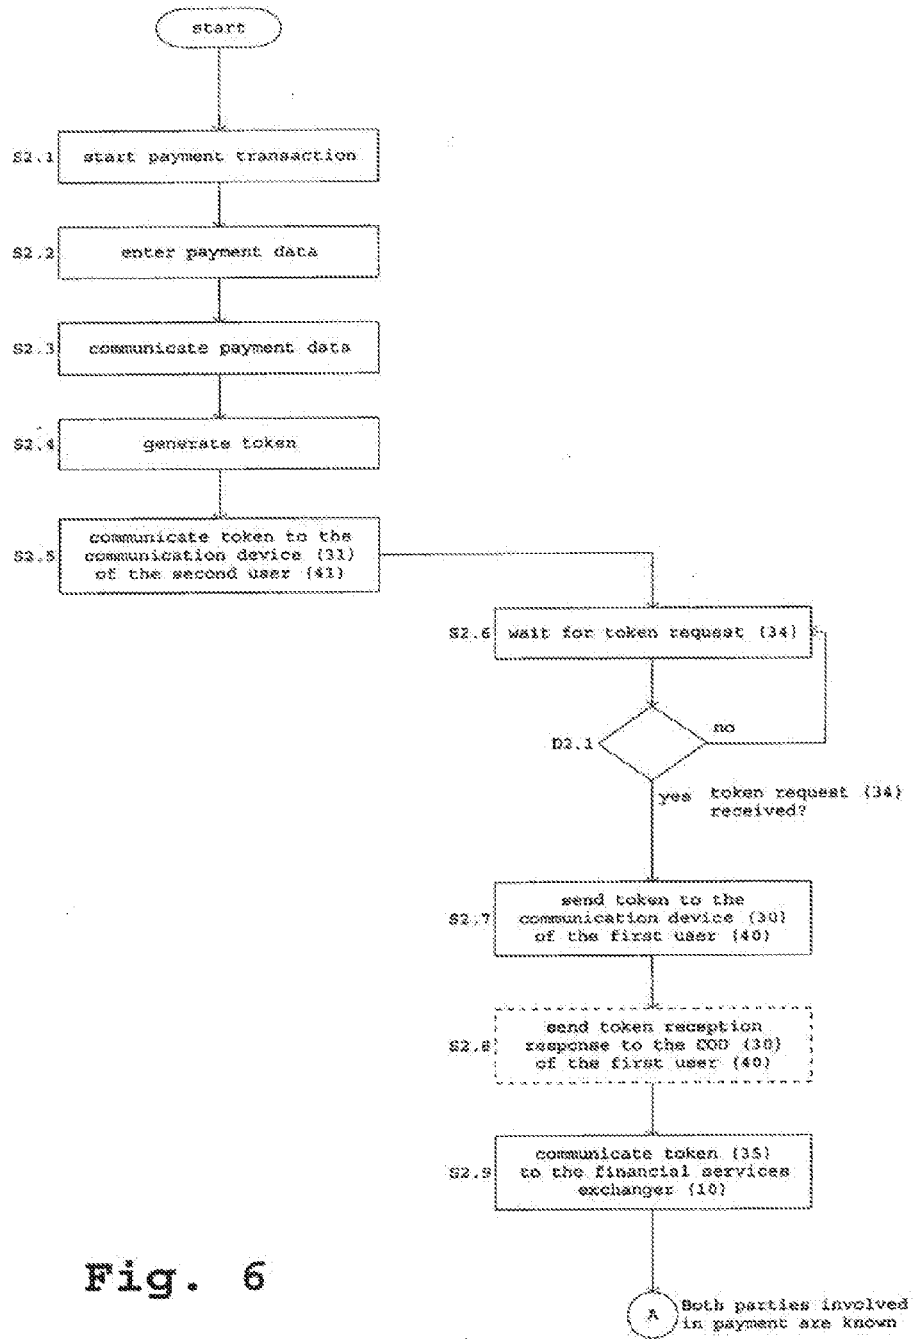 start
S2.1 start payment transaction
S2.2 enter payment data
S2.3 communicate payment data
S2.4 generate token
communicate token to the
S2.5 communication device (31)
of the second user (41)
S2.6 wait for token request (34)
no
D2.1
yes token request (34)
received?
send token to the
S2.7 communication device (30)
of the first user (40)
send token reception
S2.8 response to the COD (30)
of the first user (40)
communicate token (35)
S2.9 to the financial services
exchanger (10)
Fig. 6
A Both parties involved
in payment are known